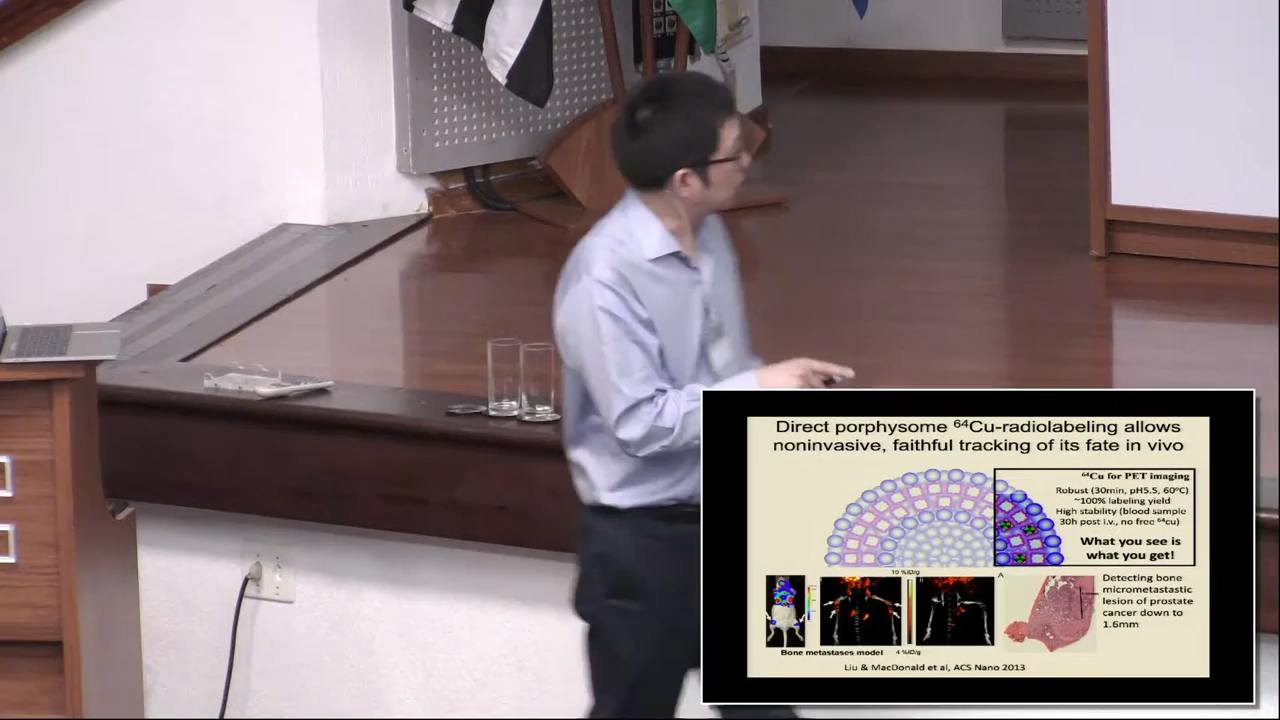 Direct porphysome ⁶⁴Cu-radiolabeling allows
noninvasive, faithful tracking of its fate in vivo
⁶⁴Cu for PET imaging
Robust (30min, pH5.5, 60°C)
~100% labeling yield
High stability (blood sample
30h post i.v., no free ⁶⁴cu)
What you see is
what you get!
10 %ID/g
A
Detecting bone
micrometastastic
lesion of prostate
cancer down to
1.6mm
Bone metastases model
4 %ID/g
Liu & MacDonald et al, ACS Nano 2013